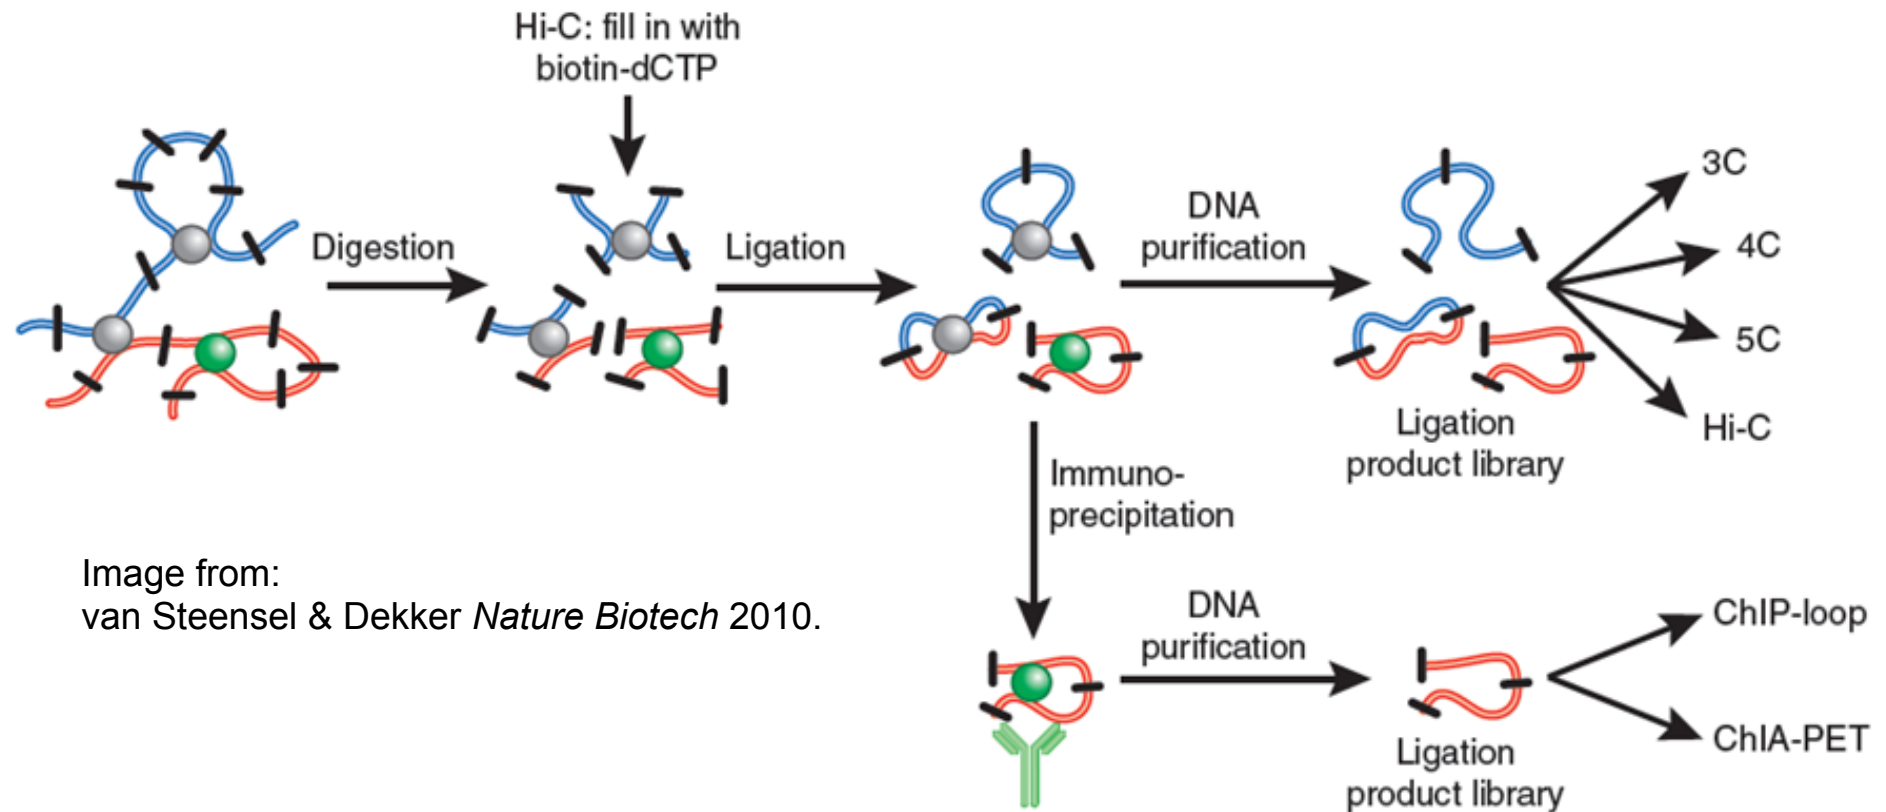 Hi-C: fill in with
biotin-dCTP
Digestion
Ligation
DNA
purification
3C
4C
5C
Hi-C
Ligation
product library
Immuno-
precipitation
Image from:
van Steensel & Dekker Nature Biotech 2010.
DNA
purification
ChIP-loop
ChIA-PET
Ligation
product library